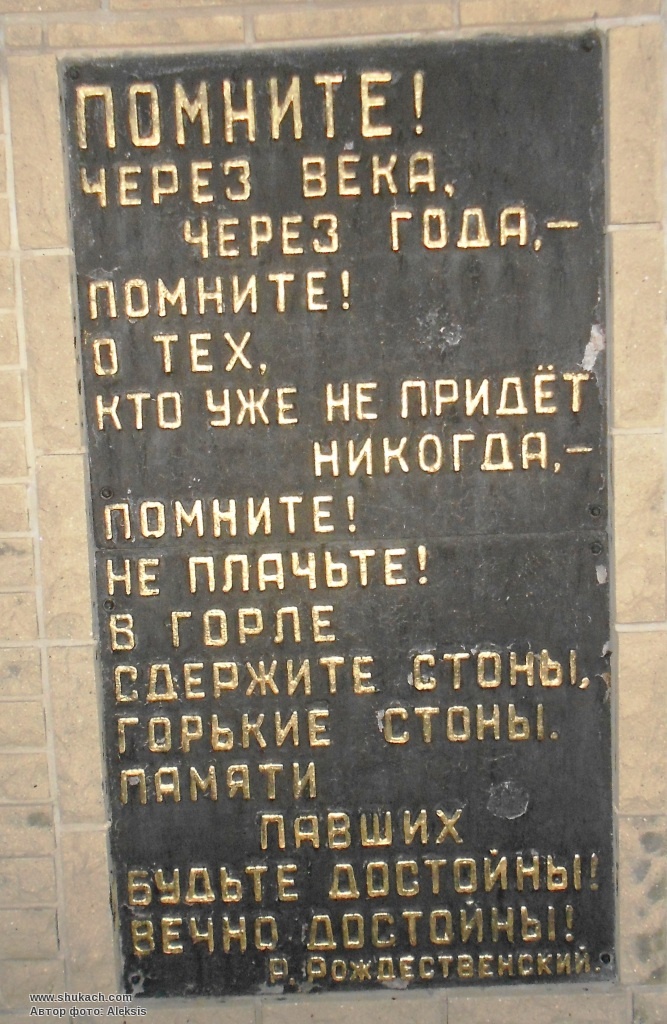 ПОМНИТЕ!
ЧЕРЕЗ ВЕКА,
ЧЕРЕЗ ГОДА,—
ПОМНИТЕ!
О ТЕХ,
КТО УЖЕ НЕ ПРИДЁТ
НИКОГДА,—
ПОМНИТЕ!
НЕ ПЛАЧЬТЕ!
В ГОРЛЕ
СДЕРЖИТЕ СТОНЫ,
ГОРЬКИЕ СТОНЫ.
ПАМЯТИ
ПАВШИХ
БУДЬТЕ ДОСТОЙНЫ!
ВЕЧНО ДОСТОЙНЫ!
Р. РОЖДЕСТВЕНСКИЙ.
www.shukach.com
Автор фото: Aleksis